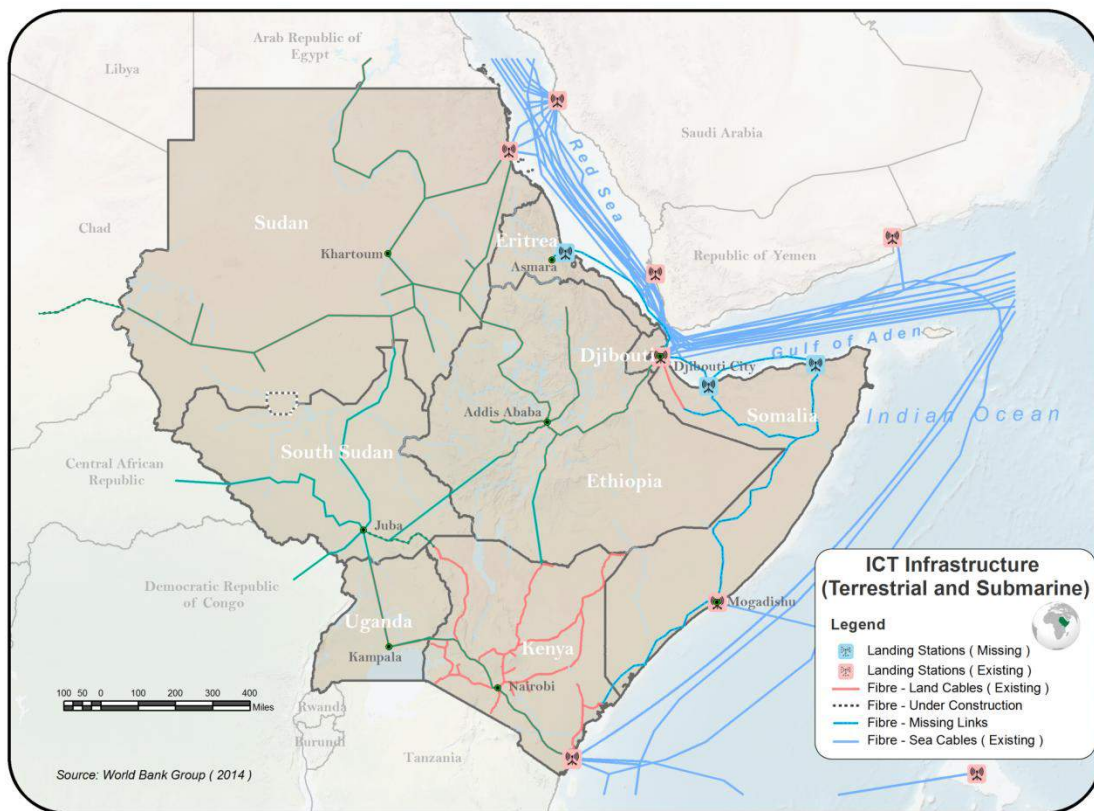 Arab Republic of
Egypt
Libya
Saudi Arabia
Red Sea
Sudan
Chad
Eritrea
Republic of Yemen
Khartoum
Asmara
Gulf of Aden
Djibouti
Djibouti City
Addis Ababa
Somalia
Indian Ocean
South Sudan
Central African
Republic
Ethiopia
Juba
Democratic Republic
of Congo
Mogadishu
Uganda
Kenya
Kampala
Nairobi
Rwanda
Burundi
Tanzania
100 50 0 100 200 300 400
Miles
Source: World Bank Group ( 2014 )
ICT Infrastructure
(Terrestrial and Submarine)
Legend
Landing Stations ( Missing )
Landing Stations ( Existing )
Fibre - Land Cables ( Existing )
Fibre - Under Construction
Fibre - Missing Links
Fibre - Sea Cables ( Existing )